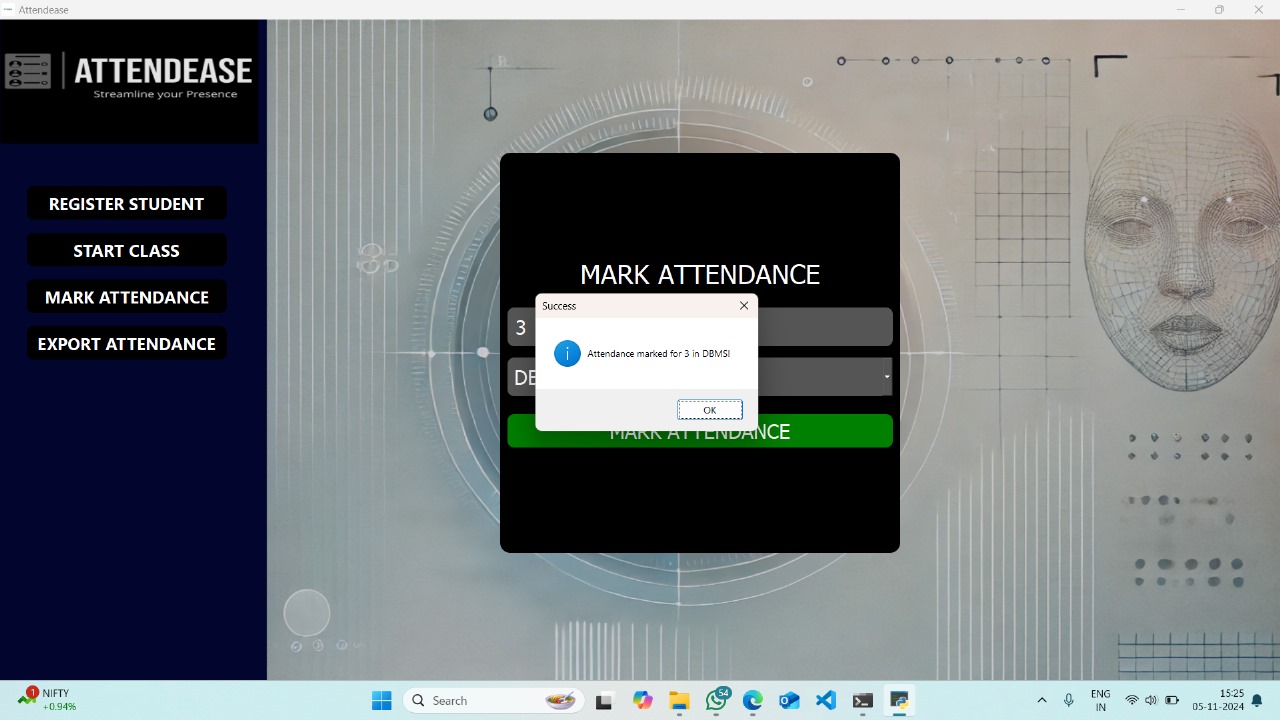 Attendease
ATTENDEASE
Streamline your Presence
REGISTER STUDENT
START CLASS
MARK ATTENDANCE
EXPORT ATTENDANCE
MARK ATTENDANCE
3
Success
Attendance marked for 3 in DBMS!
DE
OK
MARK ATTENDANCE
1
NIFTY
+0.94%
Search
54
ENG
IN
15:25
05-11-2024